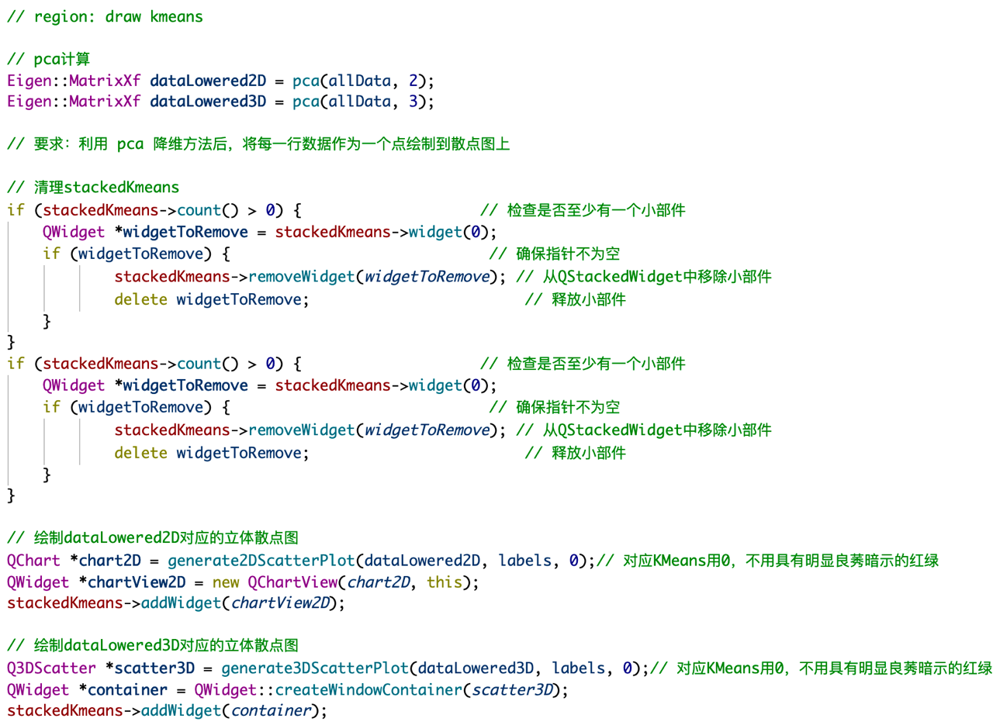 // region: draw kmeans
// pca计算
Eigen::MatrixXf dataLowered2D = pca(allData, 2);
Eigen::MatrixXf dataLowered3D = pca(allData, 3);
// 要求：利用 pca 降维方法后，将每一行数据作为一个点绘制到散点图上
// 清理stackedKmeans
if (stackedKmeans->count() > 0) { // 检查是否至少有一个小部件
QWidget *widgetToRemove = stackedKmeans->widget(0);
if (widgetToRemove) { // 确保指针不为空
stackedKmeans->removeWidget(widgetToRemove); // 从QStackedWidget中移除小部件
delete widgetToRemove; // 释放小部件
}
}
if (stackedKmeans->count() > 0) { // 检查是否至少有一个小部件
QWidget *widgetToRemove = stackedKmeans->widget(0);
if (widgetToRemove) { // 确保指针不为空
stackedKmeans->removeWidget(widgetToRemove); // 从QStackedWidget中移除小部件
delete widgetToRemove; // 释放小部件
}
}
// 绘制dataLowered2D对应的立体散点图
QChart *chart2D = generate2DScatterPlot(dataLowered2D, labels, 0);// 对应KMeans用0，不用具有明显良莠暗示的红绿
QWidget *chartView2D = new QChartView(chart2D, this);
stackedKmeans->addWidget(chartView2D);
// 绘制dataLowered3D对应的立体散点图
Q3DScatter *scatter3D = generate3DScatterPlot(dataLowered3D, labels, 0);// 对应KMeans用0，不用具有明显良莠暗示的红绿
QWidget *container = QWidget::createWindowContainer(scatter3D);
stackedKmeans->addWidget(container);